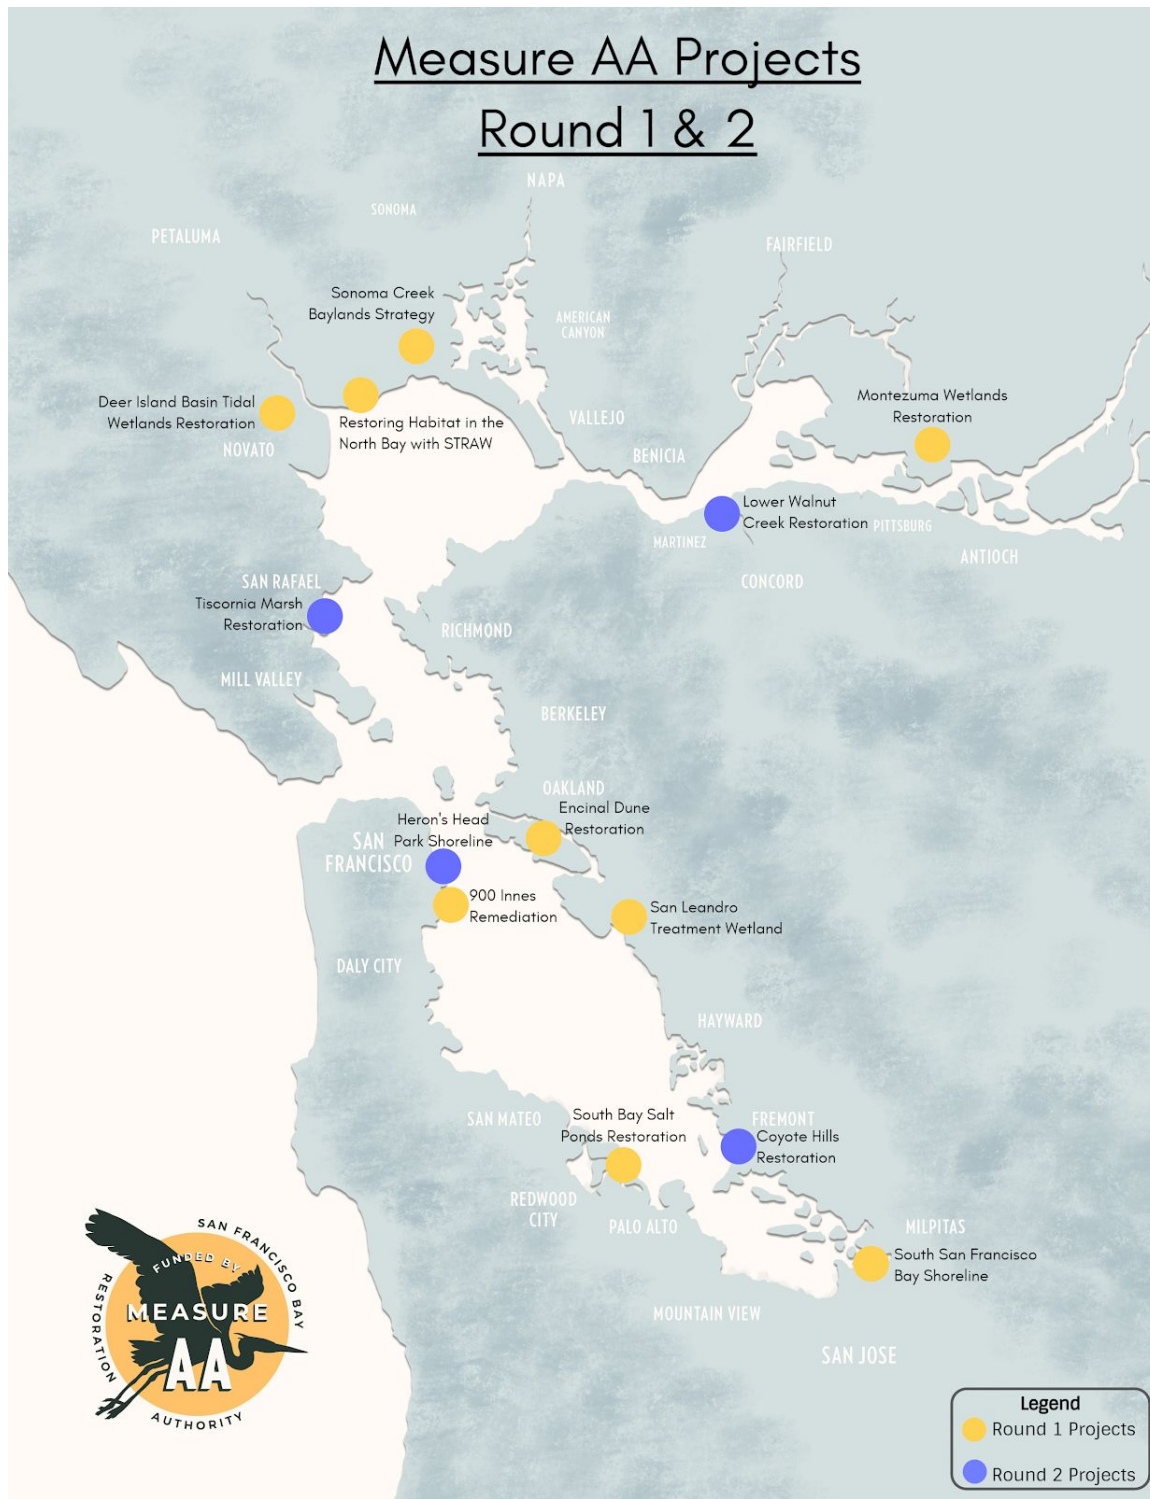 Measure AA Projects
Round 1 & 2
NAPA
SONOMA
PETALUMA
FAIRFIELD
Sonoma Creek
Baylands Strategy
AMERICAN
CANYON
Deer Island Basin Tidal
Wetlands Restoration
Restoring Habitat in the
North Bay with STRAW
NOVATO
VALLEJO
BENICIA
Montezuma Wetlands
Restoration
Lower Walnut
Creek Restoration
PITTSBURG
MARTINEZ
ANTIOCH
CONCORD
SAN RAFAEL
Tiscornia Marsh
Restoration
RICHMOND
MILL VALLEY
BERKELEY
OAKLAND
Encinal Dune
Restoration
Heron's Head
Park Shoreline
SAN
FRANCISCO
900 Innes
Remediation
San Leandro
Treatment Wetland
DALY CITY
HAYWARD
SAN MATEO
South Bay Salt
Ponds Restoration
FREMONT
Coyote Hills
Restoration
REDWOOD
CITY
PALO ALTO
MILPITAS
South San Francisco
Bay Shoreline
MOUNTAIN VIEW
SAN JOSE
SAN FRANCISCO BAY
RESTORATION
AUTHORITY
FUNDED BY
MEASURE
AA
Legend
Round 1 Projects
Round 2 Projects